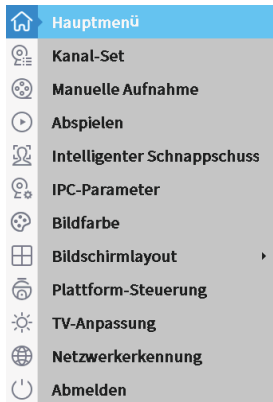 Hauptmenü
Kanal-Set
Manuelle Aufnahme
Abspielen
Intelligenter Schnappschuss
IPC-Parameter
Bildfarbe
Bildschirmlayout
Plattform-Steuerung
TV-Anpassung
Netzwerkerkennung
Abmelden